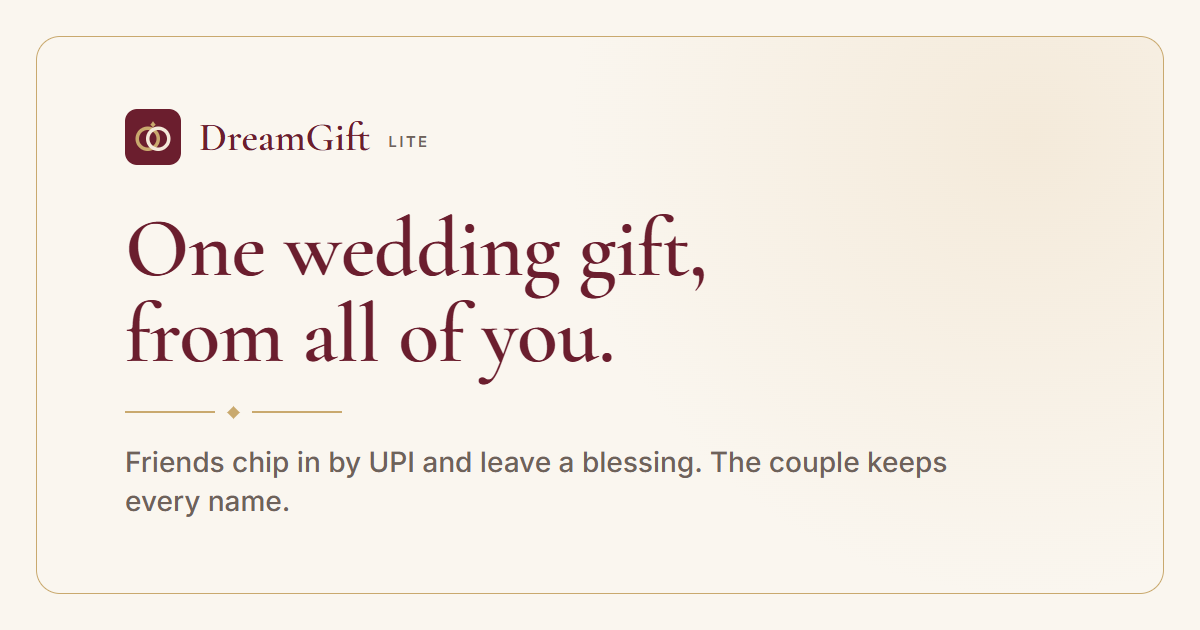 DreamGift LITE
One wedding gift,
from all of you.
Friends chip in by UPI and leave a blessing. The couple keeps
every name.